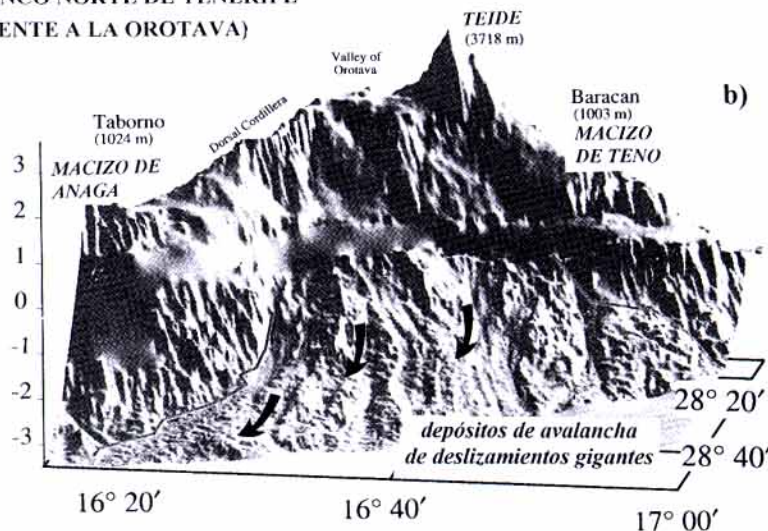 ENTE A LA OROTAVA)
TEIDE
(3718 m)
Valley of
Orotava
b)
Baracan
(1003 m)
MACIZO
DE TENO
Dorsal Cordillera
Taborno
(1024 m)
MACIZO DE
ANAGA
3
2
1
0
-1
-2
-3
depósitos de avalancha
de deslizamientos gigantes
28° 20'
28° 40'
16° 20'
16° 40'
17° 00'